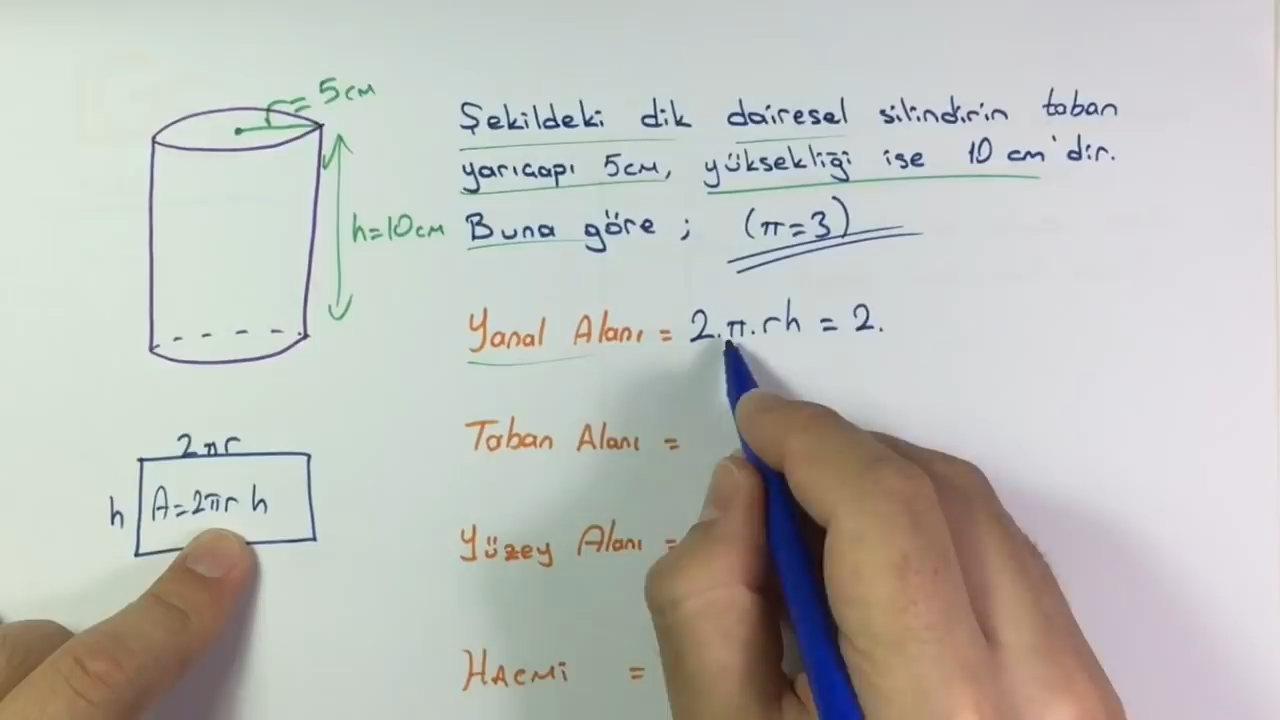 r = 5cm
h=10cm
Şekildeki dik dairesel silindirin taban
yarıçapı 5cm, yüksekliği ise 10 cm'dir.
Buna göre ; (π=3)
Yanal Alanı = 2.π.rh = 2.
Taban Alanı =
Yüzey Alanı =
HACMİ =
2πr
h
A=2πr h